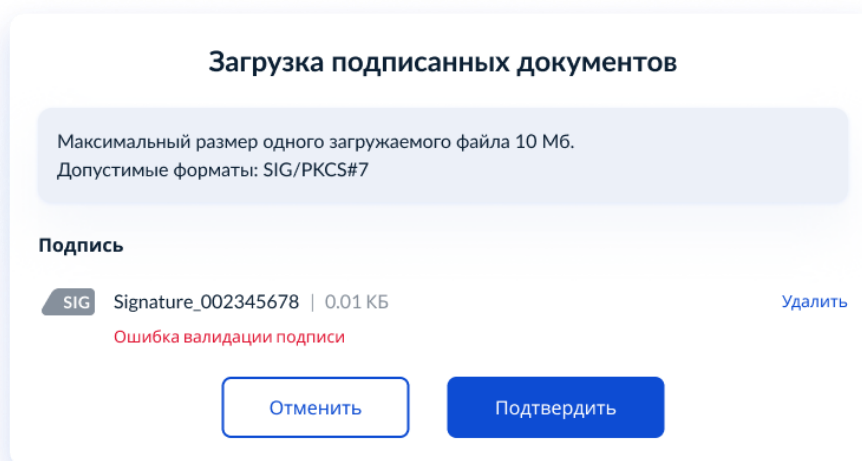 Загрузка подписанных документов
Максимальный размер одного загружаемого файла 10 Мб.
Допустимые форматы: SIG/PKCS#7
Подпись
SIG Signature_002345678 | 0.01 КБ Удалить
Ошибка валидации подписи
Отменить Подтвердить